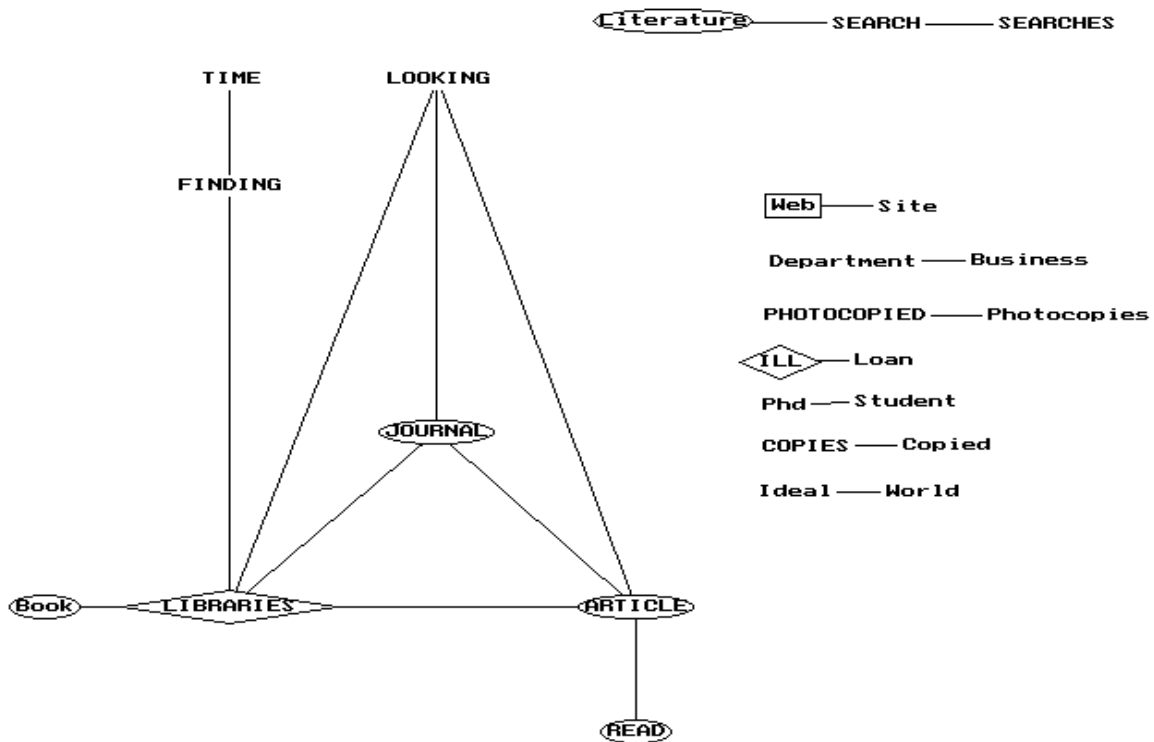 Literature SEARCH SEARCHES
TIME LOOKING
FINDING
Web Site
Department Business
PHOTOCOPIED Photocopies
ILL Loan
Phd Student
JOURNAL
COPIES Copied
Ideal World
Book LIBRARIES ARTICLE
READ